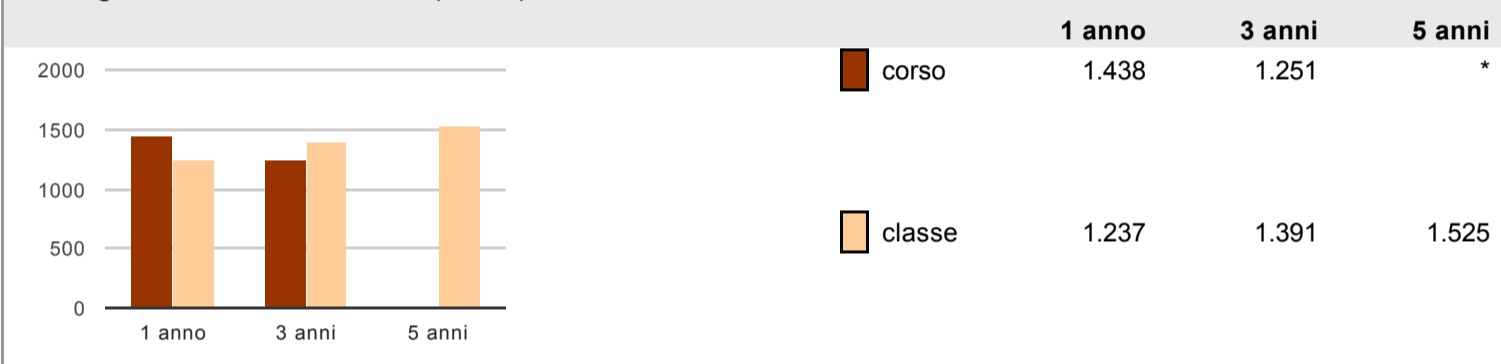 1 anno 3 anni 5 anni
corso 1.438 1.251 *
classe 1.237 1.391 1.525
2000
1500
1000
500
0
1 anno 3 anni 5 anni